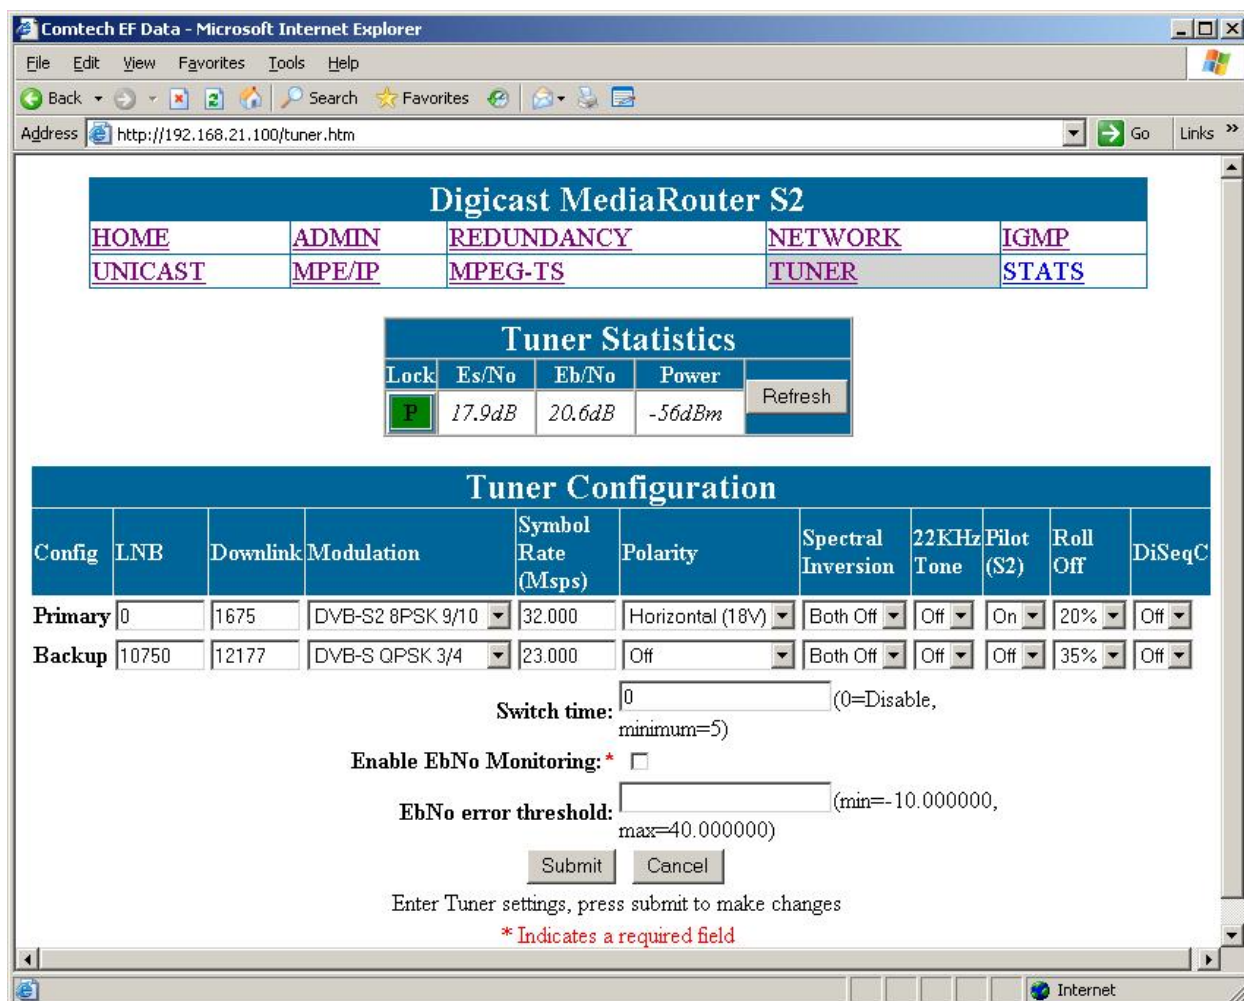 Comtech EF Data - Microsoft Internet Explorer
File Edit View Favorites Tools Help
Back Search Favorites
Address http://192.168.21.100/tuner.htm Go Links »
Digicast MediaRouter S2
HOME ADMIN REDUNDANCY NETWORK IGMP
UNICAST MPE/IP MPEG-TS TUNER STATS
Tuner Statistics
Lock Es/No Eb/No Power
Refresh
P 17.9dB 20.6dB -56dBm
Tuner Configuration
Config LNB Downlink Modulation Symbol Rate (Msps) Polarity Spectral Inversion 22KHz Tone Pilot (S2) Roll Off DiSeqC
Primary 0 1675 DVB-S2 8PSK 9/10 32.000 Horizontal (18V) Both Off Off On 20% Off
Backup 10750 12177 DVB-S QPSK 3/4 23.000 Off Both Off Off Off 35% Off
Switch time: 0 (0=Disable,
minimum=5)
Enable EbNo Monitoring:*
EbNo error threshold: (min=-10.000000,
max=40.000000)
Submit Cancel
Enter Tuner settings, press submit to make changes
* Indicates a required field
Internet